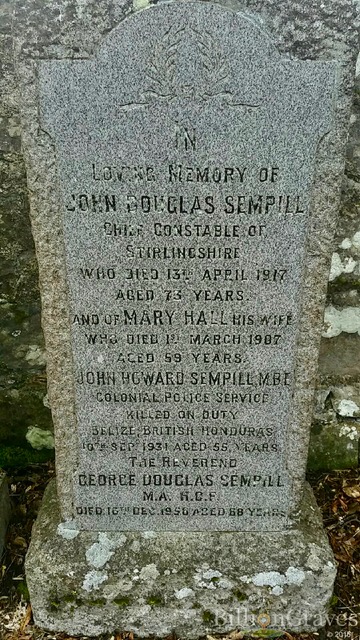 IN
LOVING MEMORY OF
JOHN DOUGLAS SEMPILL
CHIEF CONSTABLE OF
STIRLINGSHIRE
WHO DIED 13TH APRIL 1917
AGED 73 YEARS.
AND OF MARY HALL HIS WIFE
WHO DIED 1ST MARCH 1907
AGED 59 YEARS.
JOHN HOWARD SEMPILL, M.B.E
COLONIAL POLICE SERVICE
KILLED ON DUTY
BELIZE BRITISH HONDURAS
10TH SEP. 1931 AGED 55 YEARS
THE REVEREND
GEORGE DOUGLAS SEMPILL
M.A. H.C.F
DIED 16TH DEC. 1950 AGED 68 YEARS
BillionGraves
© 2015